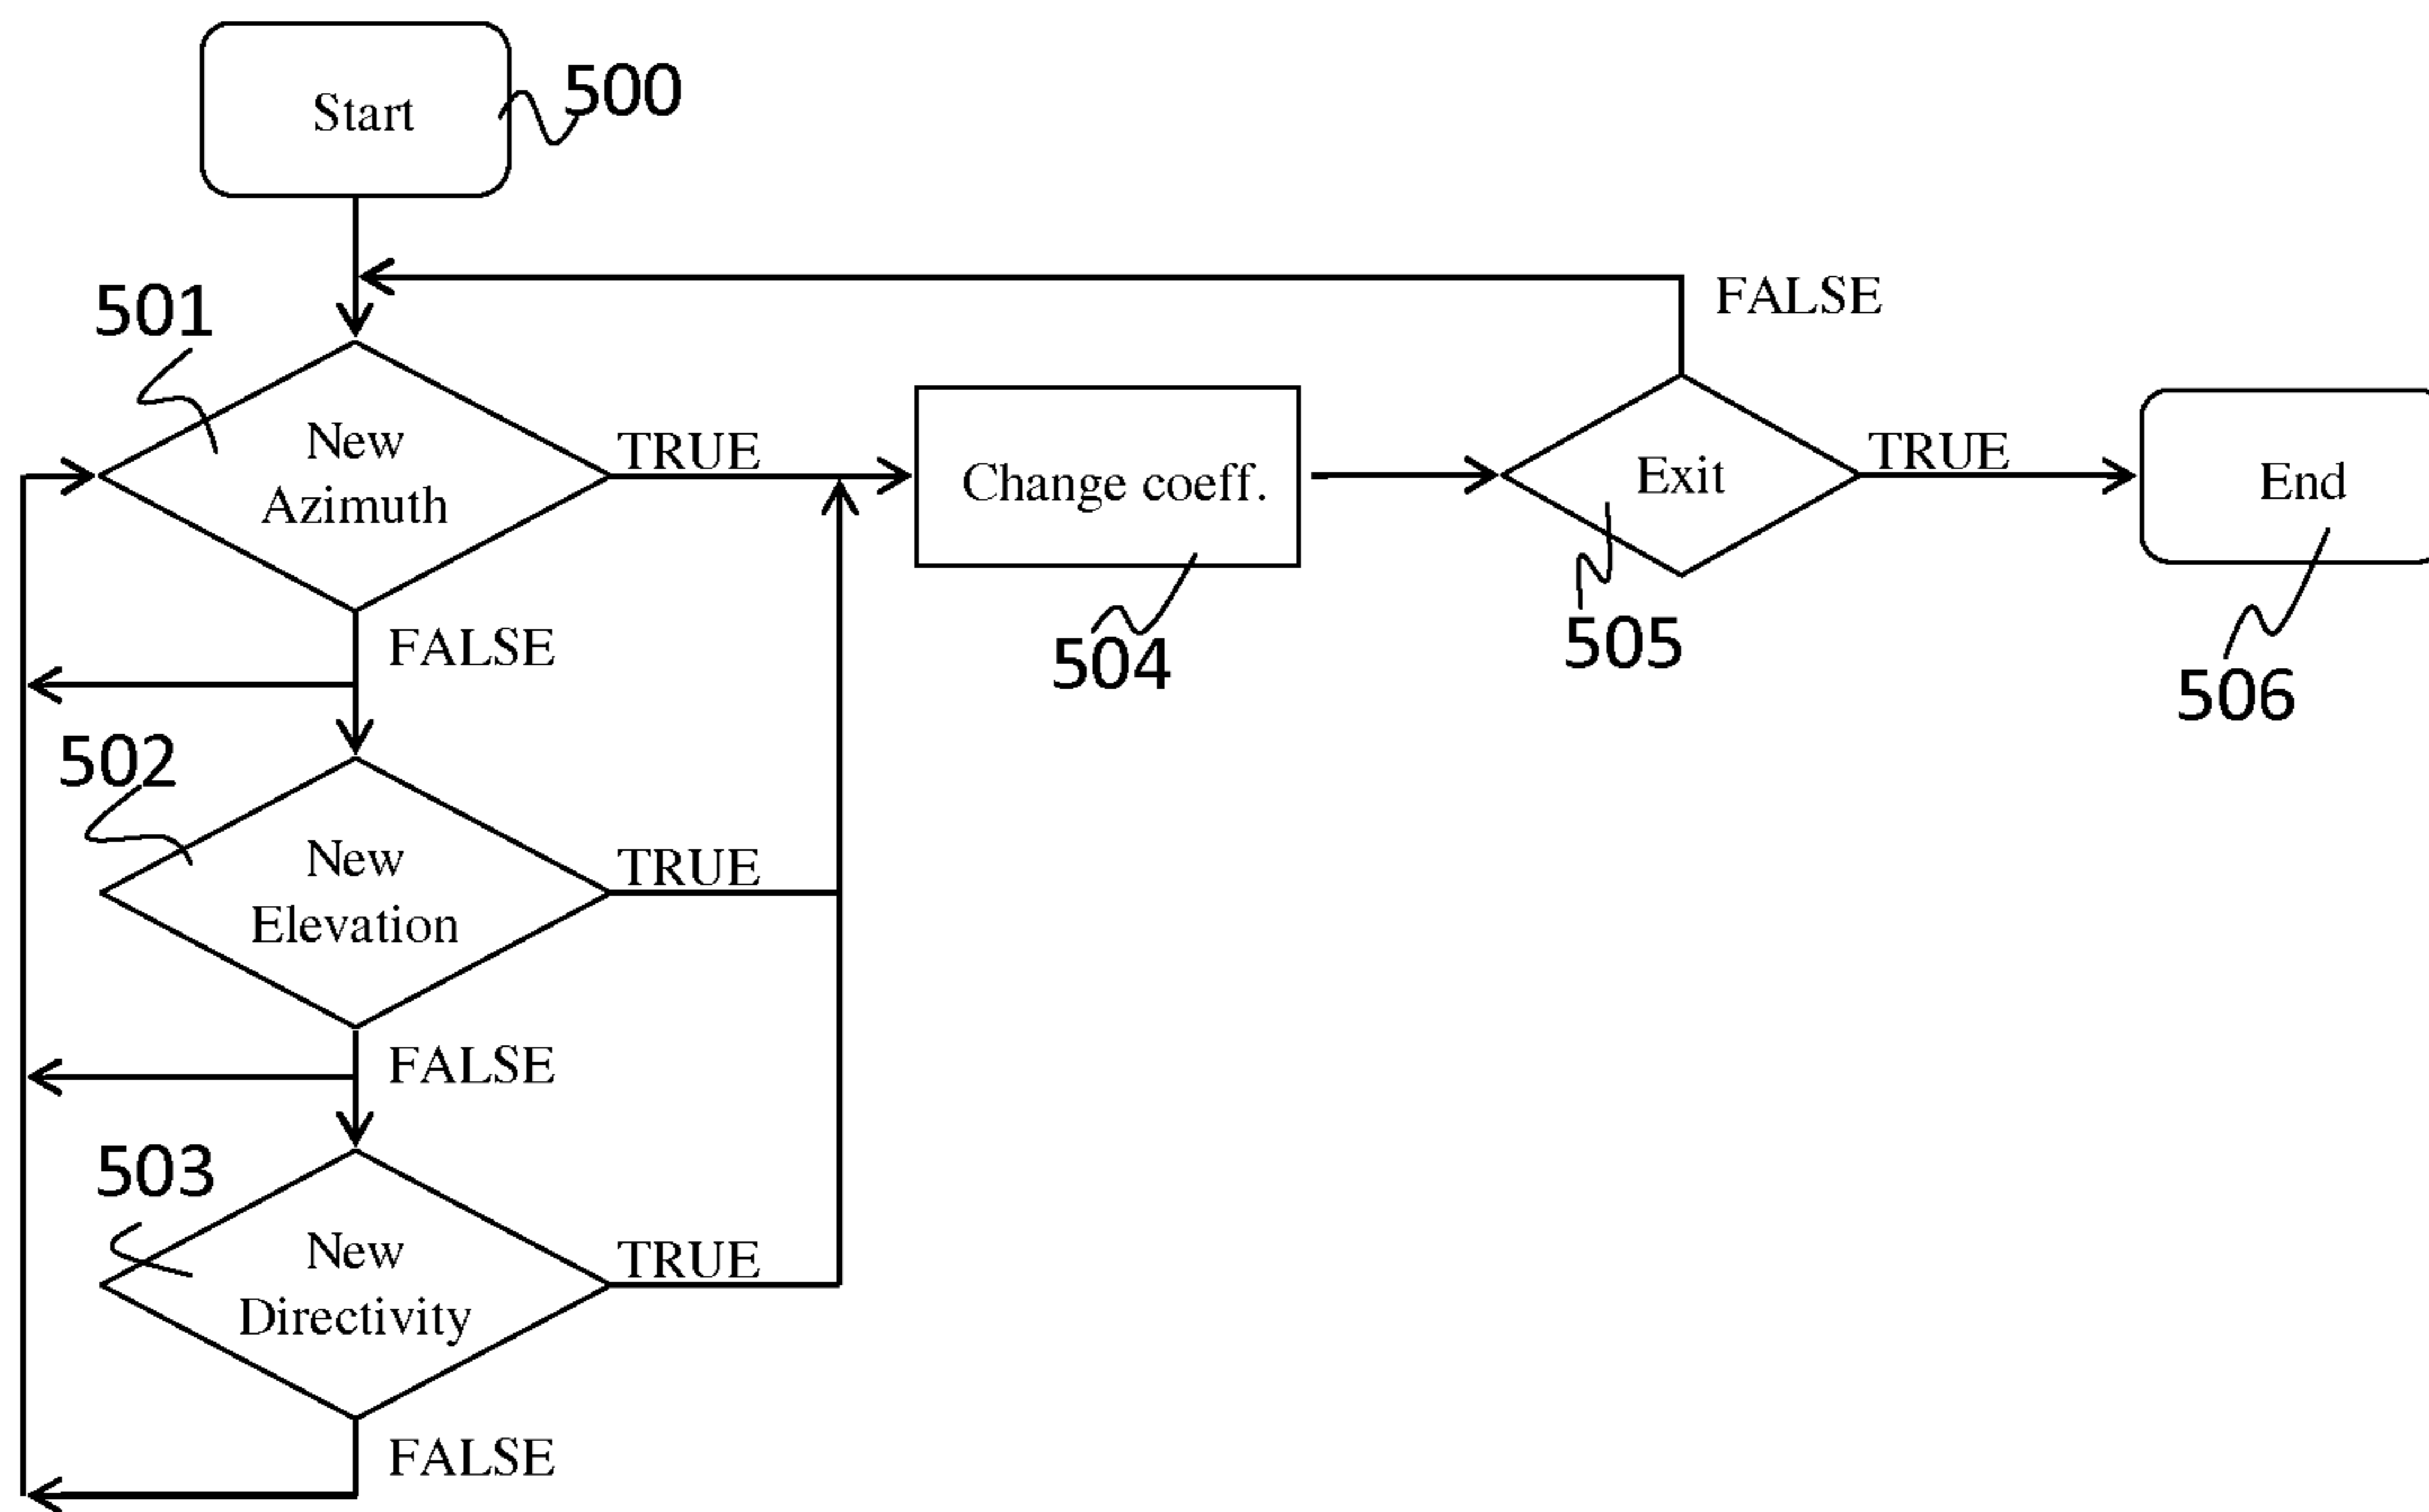 Start
500
501
FALSE
New
Azimuth
TRUE
Change coeff.
Exit
TRUE
End
FALSE
504
505
506
502
New
Elevation
TRUE
FALSE
503
New
Directivity
TRUE
FALSE